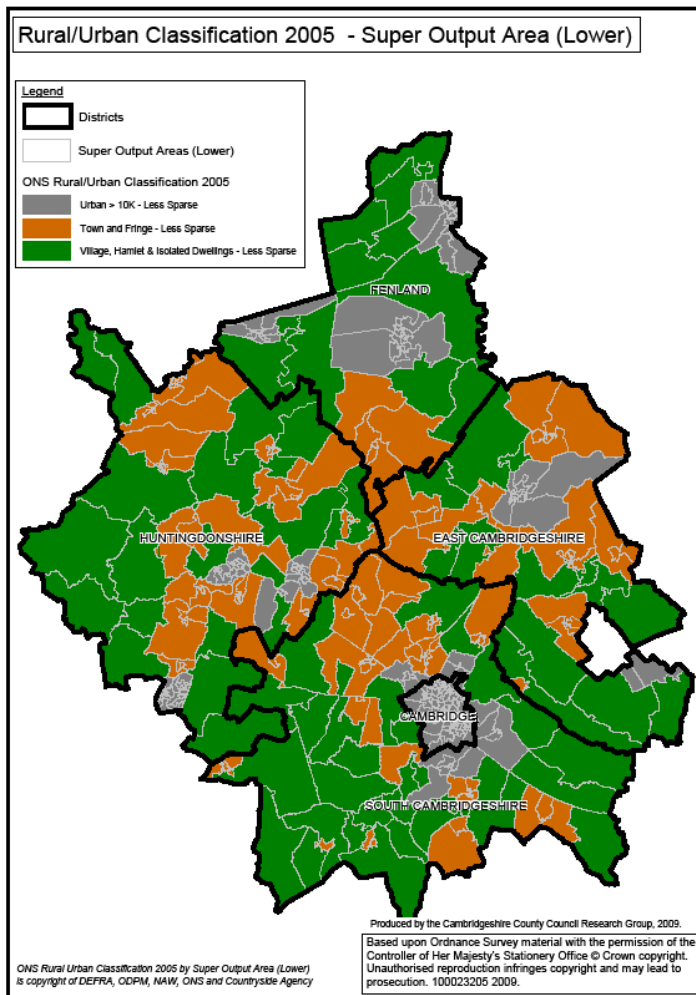 Rural/Urban Classification 2005 - Super Output Area (Lower)
Legend
Districts
Super Output Areas (Lower)
ONS Rural/Urban Classification 2005
Urban > 10K - Less Sparse
Town and Fringe - Less Sparse
Village, Hamlet & Isolated Dwellings - Less Sparse
FENLAND
HUNTINGDONSHIRE
EAST CAMBRIDGESHIRE
CAMBRIDGE
SOUTH CAMBRIDGESHIRE
Produced by the Cambridgeshire County Council Research Group, 2009.
Based upon Ordnance Survey material with the permission of the
Controller of Her Majesty's Stationery Office © Crown copyright.
Unauthorised reproduction infringes copyright and may lead to
prosecution. 100023205 2009.
ONS Rural Urban Classification 2005 by Super Output Area (Lower)
is copyright of DEFRA, ODPM, NAW, ONS and Countryside Agency